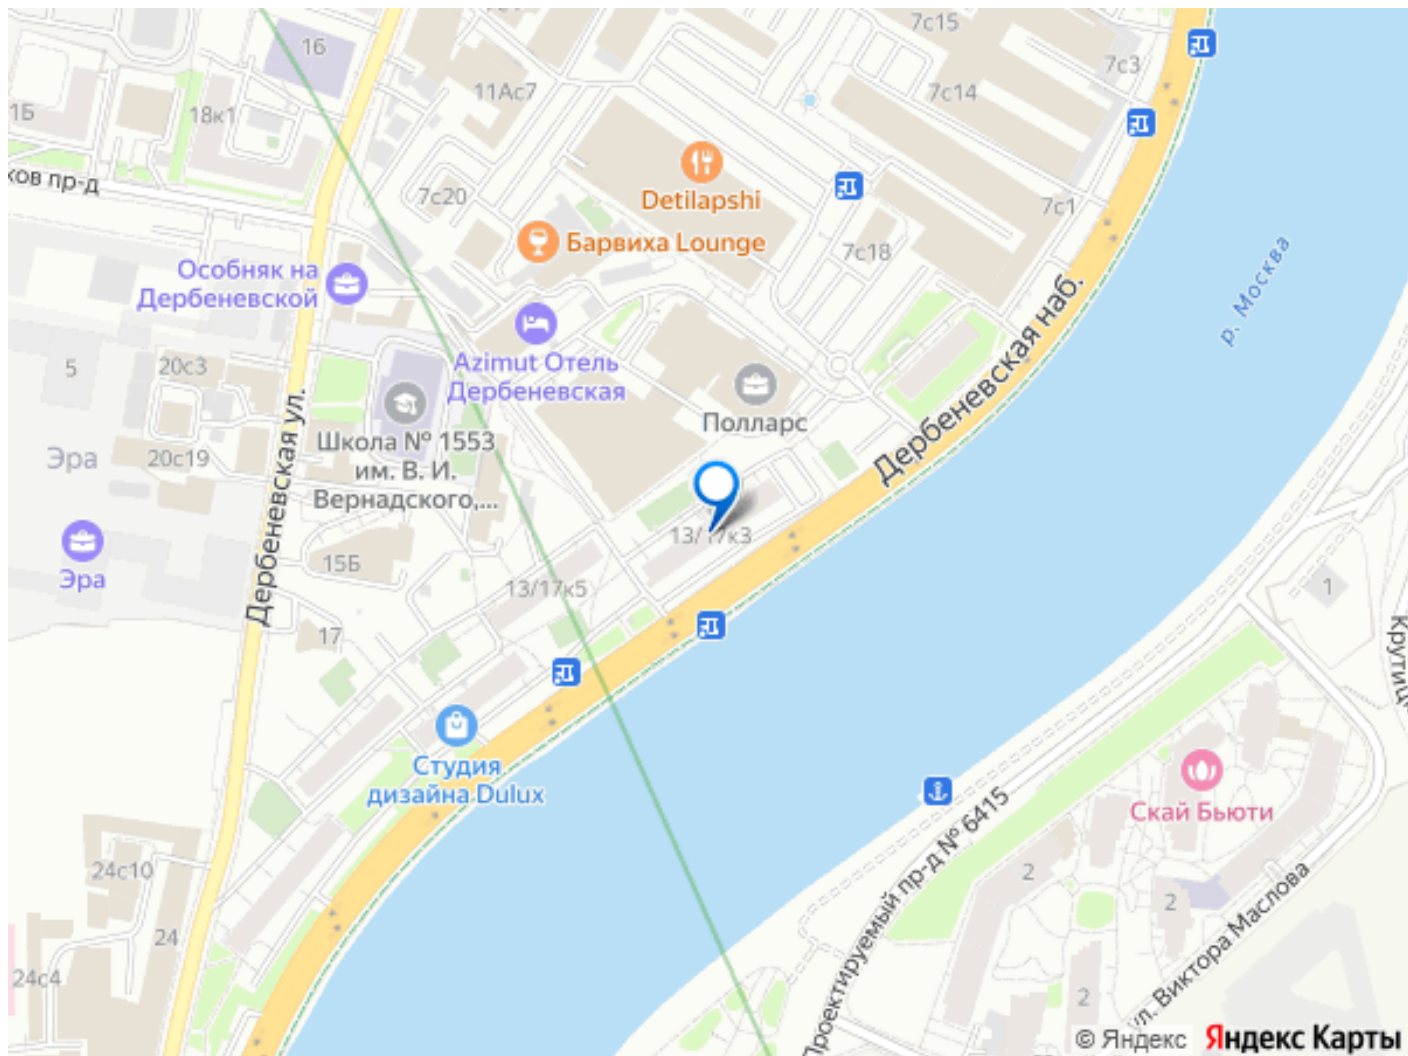 16
7с15
7с3
11Ас7
7с14
1Б
18к1
ков пр-д
Detilapshi
7с20
7с1
Барвиха Lounge
7с18
Особняк на
Дербеневской
р. Москва
Дербеневская наб.
5
20с3
Azimut Отель
Дербеневская
Полларс
Дербеневская ул.
Школа № 1553
им. В. И.
Вернадского,...
Эра
20с19
Эра
13/17к3
15Б
13/17к5
1
17
Крутиц
Студия
дизайна Dulux
Скай Бьюти
Проектируемый пр-д № 6415
24с10
2
2
ул. Виктора Маслова
24
24с4
2
© Яндекс Яндекс Карты